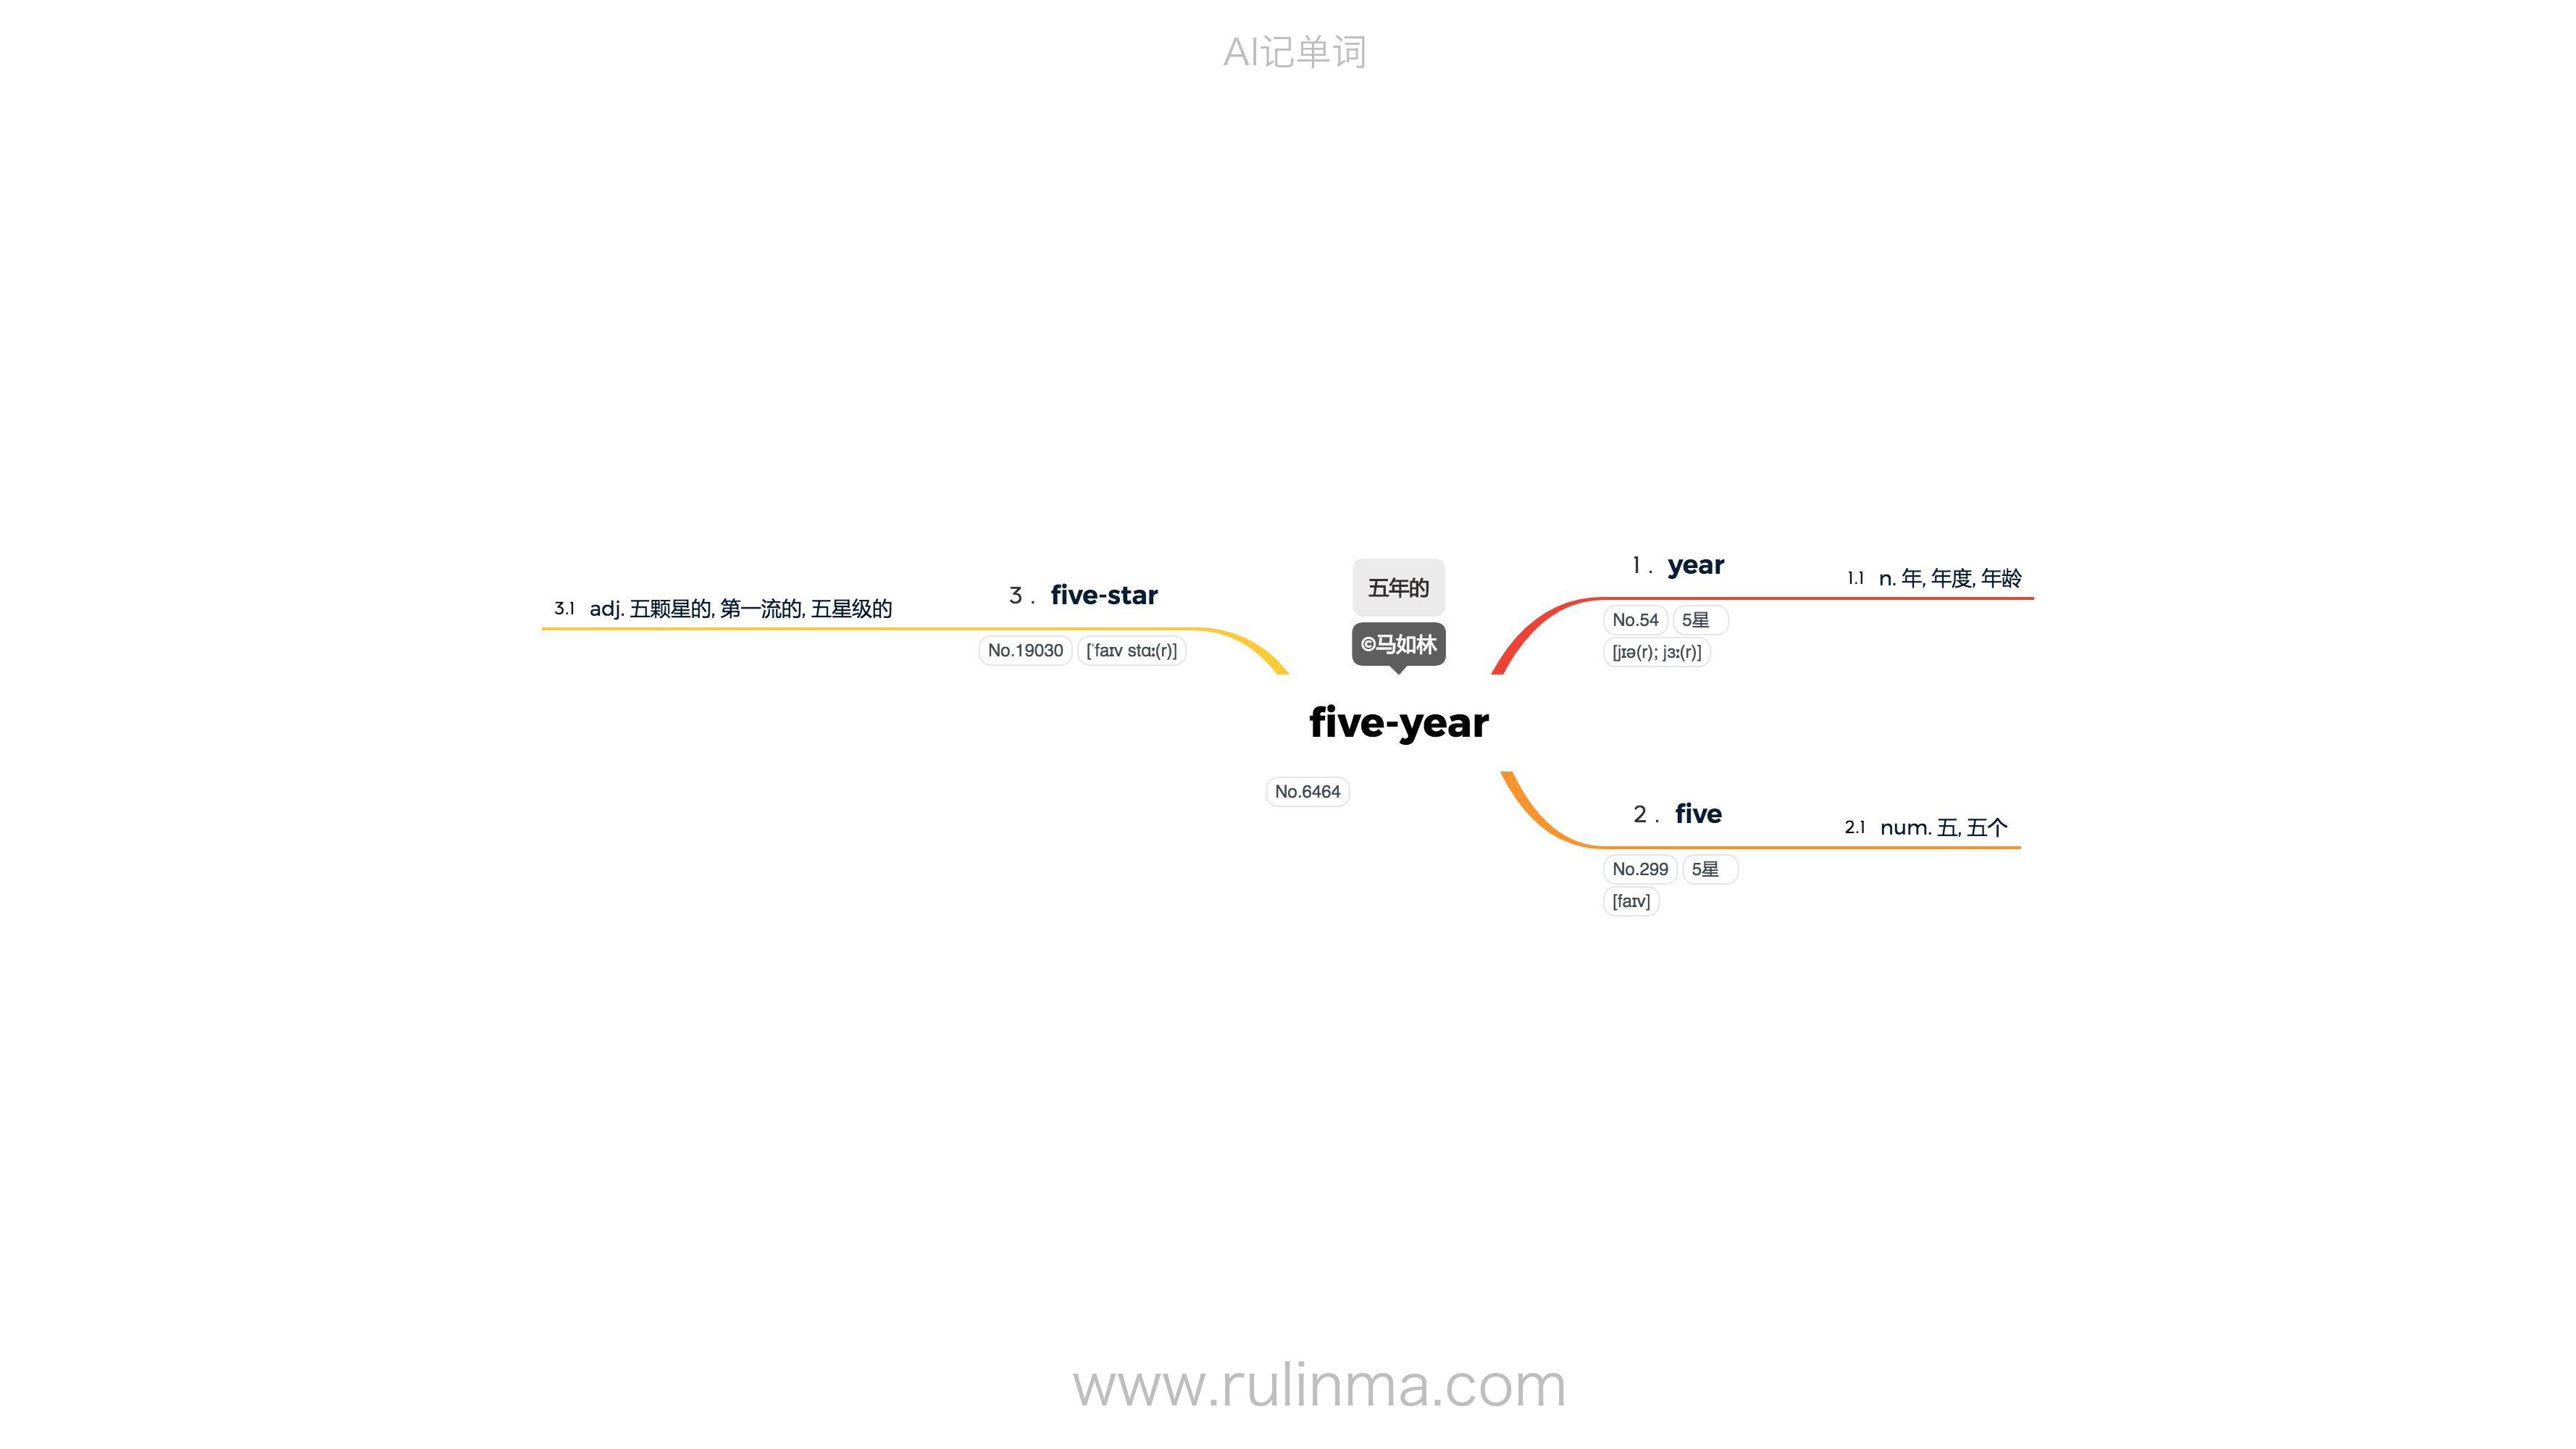 AI记单词
五年的
©马如林
five-year
No.6464
1 . year
No.54 5星
[jɪə(r); jɜː(r)]
1.1 n. 年, 年度, 年龄
2 . five
No.299 5星
[faɪv]
2.1 num. 五, 五个
3 . five-star
No.19030 [ˈfaɪv stɑː(r)]
3.1 adj. 五颗星的, 第一流的, 五星级的
www.rulinma.com